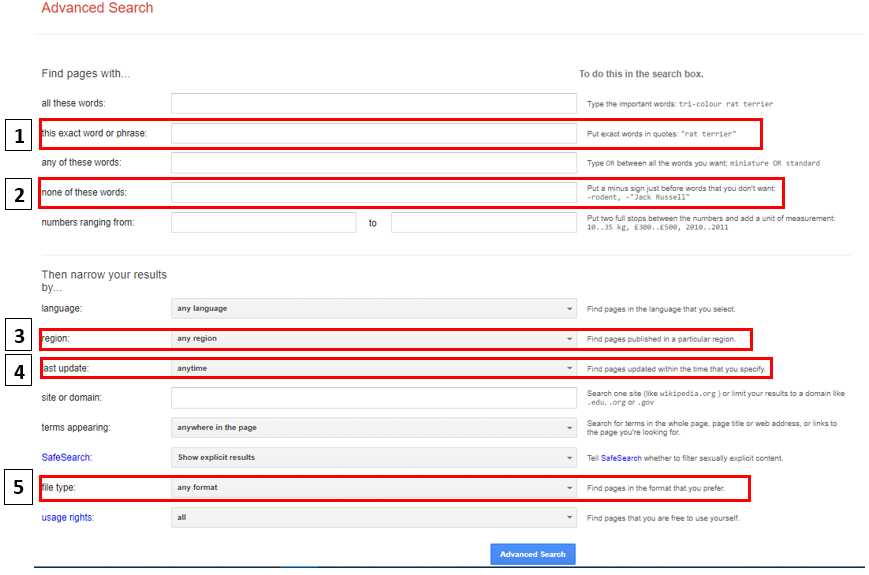 Advanced Search
Find pages with...
To do this in the search box.
all these words:
Type the important words: tri-colour rat terrier
1
this exact word or phrase:
Put exact words in quotes: "rat terrier"
any of these words:
Type OR between all the words you want: miniature OR standard
2
none of these words:
Put a minus sign just before words that you don't want:
-rodent, -"Jack Russell"
numbers ranging from:
to
Put two full stops between the numbers and add a unit of measurement:
10..35 kg, £300..£500, 2010..2011
Then narrow your results
by...
language:
any language
Find pages in the language that you select.
3
region:
any region
Find pages published in a particular region.
4
last update:
anytime
Find pages updated within the time that you specify.
site or domain:
Search one site (like wikipedia.org ) or limit your results to a domain like
.edu, .org or .gov
terms appearing:
anywhere in the page
Search for terms in the whole page, page title or web address, or links to
the page you're looking for.
SafeSearch:
Show explicit results
Tell SafeSearch whether to filter sexually explicit content.
5
file type:
any format
Find pages in the format that you prefer.
usage rights:
all
Find pages that you are free to use yourself.
Advanced Search